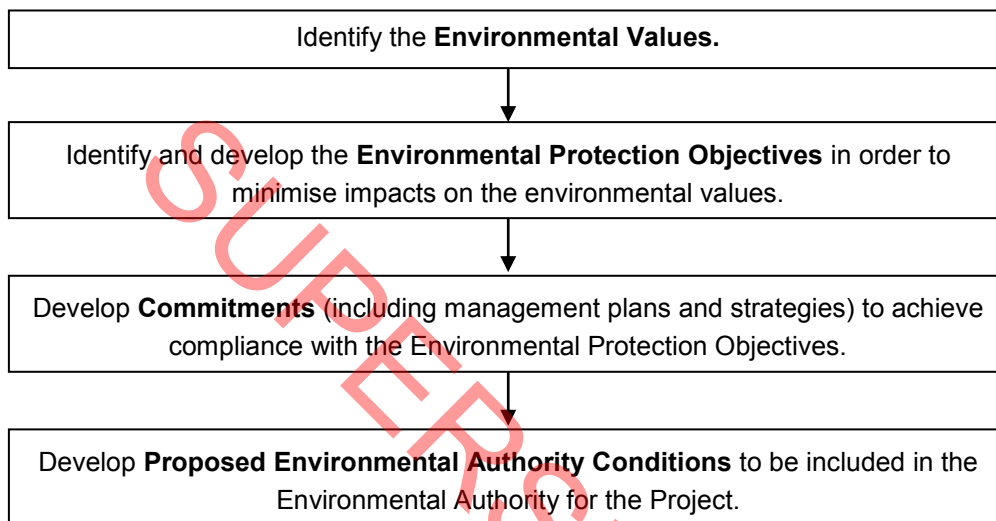 Identify the Environmental Values.
Identify and develop the Environmental Protection Objectives in order to
minimise impacts on the environmental values.
Develop Commitments (including management plans and strategies) to achieve
compliance with the Environmental Protection Objectives.
Develop Proposed Environmental Authority Conditions to be included in the
Environmental Authority for the Project.